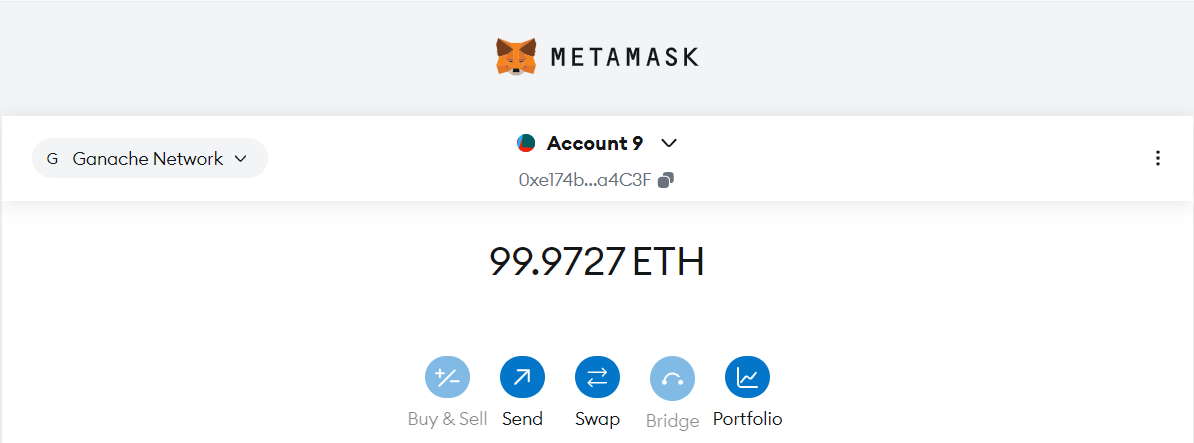 METAMASK
G Ganache Network
Account 9
0xe174b...a4C3F
99.9727 ETH
Buy & Sell Send Swap Bridge Portfolio